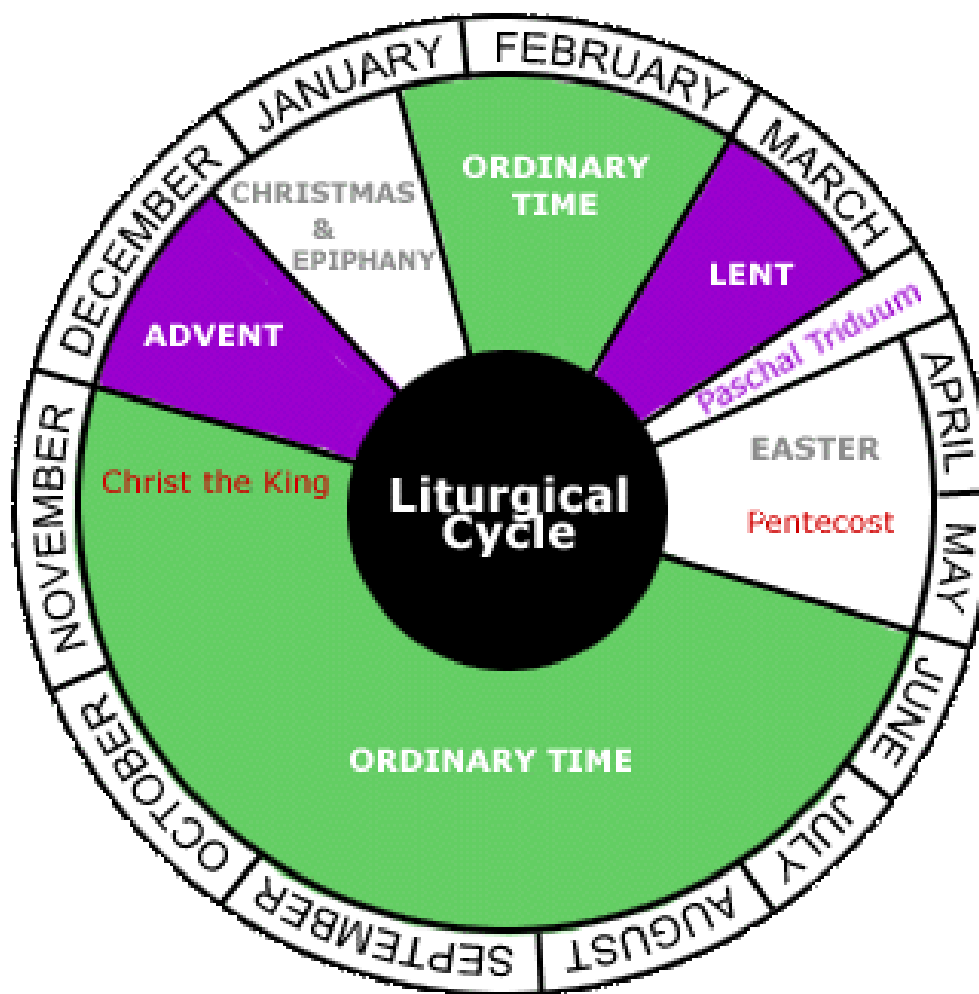 JANUARY
FEBRUARY
MARCH
APRIL
MAY
JUNE
JULY
AUGUST
SEPTEMBER
OCTOBER
NOVEMBER
DECEMBER
CHRISTMAS
&
EPIPHANY
ORDINARY
TIME
LENT
Paschal Triduum
EASTER
Pentecost
ORDINARY TIME
Christ the King
ADVENT
Liturgical
Cycle